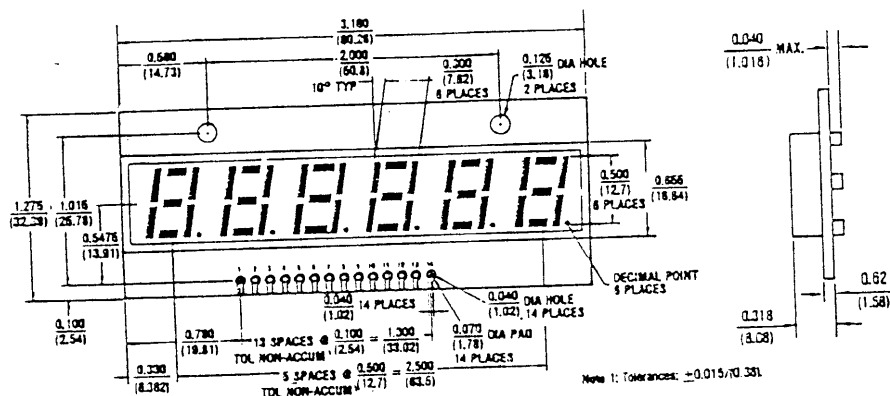 3.180
(80.26)
0.580
(14.73)
2.000
(50.8)
10° TYP
0.300
(7.62)
6 PLACES
0.125 DIA HOLE
(3.18)
2 PLACES
0.040 MAX.
(1.016)
1.275
(32.39)
1.015
(25.78)
0.5475
(13.91)
0.500
(12.7)
6 PLACES
0.656
(16.64)
1 2 3 4 5 6 7 8 9 10 11 12 13 14
DECIMAL POINT
5 PLACES
0.040
(1.02)
14 PLACES
0.040 DIA HOLE
(1.02) 14 PLACES
0.100
(2.54)
0.780
(19.81)
13 SPACES @ 0.100 = 1.300
(2.54) (33.02)
TOL NON-ACCUM
0.070 DIA PAD
(1.78)
14 PLACES
0.330
(8.382)
5 SPACES @ 0.500 = 2.500
(12.7) (63.5)
TOL NON-ACCUM
0.62
(1.58)
0.318
(8.08)
Note 1: Tolerances: ±0.015/(0.38).